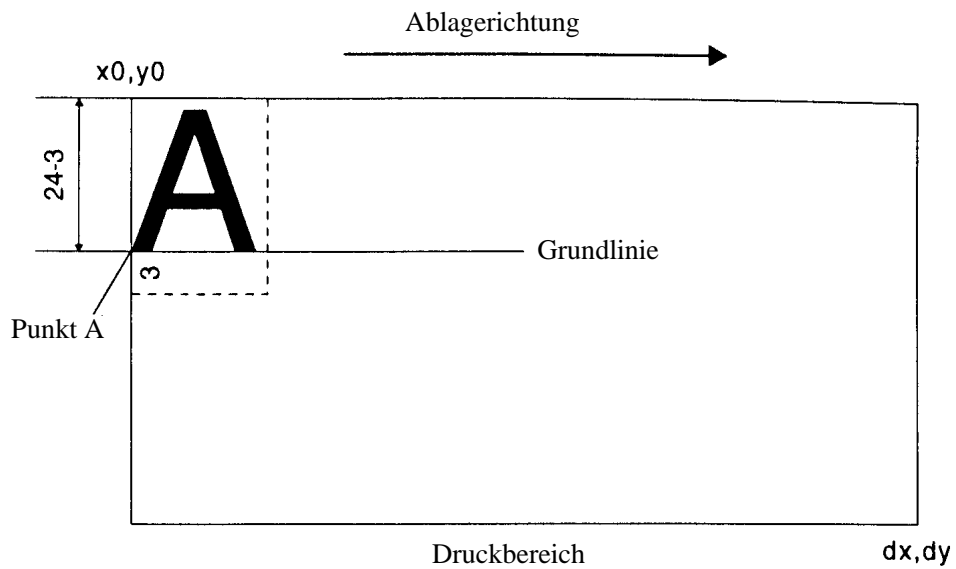 Ablagerichtung
x0,y0
24-3
A
Grundlinie
3
Punkt A
Druckbereich
dx,dy